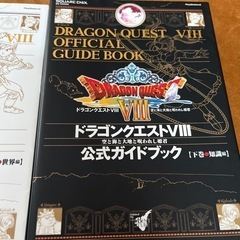 SQUARE ENIX
DRAGON QUEST VIII
OFFICIAL
GUIDE BOOK
DRAGON QUEST
VIII
ドラゴンクエストVIII
空と海と大地と呪われし姫君
ドラゴンクエストVIII
空と海と大地と呪われし姫君
公式ガイドブック
【下巻●知識編】
世界編】